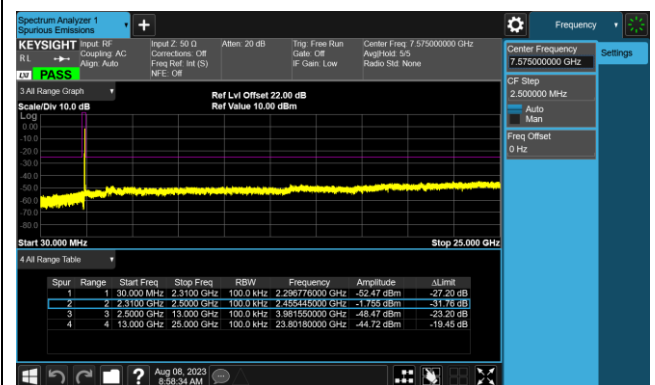 Spectrum Analyzer 1
Spurious Emissions
Frequency
KEYSIGHT
Input: RF
Coupling: AC
Align: Auto
Input Z: 50 Ω
Corrections: Off
Freq Ref: Int (S)
NFE: Off
Atten: 20 dB
Trig: Free Run
Gate: Off
IF Gain: Low
Center Freq: 7.575000000 GHz
Avg|Hold: 5/5
Radio Std: None
RL
LXI
PASS
3 All Range Graph
Ref Lvl Offset 22.00 dB
Ref Value 10.00 dBm
Scale/Div 10.0 dB
Log
0.00
-10.0
-20.0
-30.0
-40.0
-50.0
-60.0
-70.0
-80.0
Start 30.000 MHz
Stop 25.000 GHz
4 All Range Table
Spur Range Start Freq Stop Freq RBW Frequency Amplitude ΔLimit
1 1 30.000 MHz 2.3100 GHz 100.0 kHz 2.296776000 GHz -52.47 dBm -27.20 dB
2 2 2.3100 GHz 2.5000 GHz 100.0 kHz 2.455445000 GHz -1.755 dBm -31.76 dB
3 3 2.5000 GHz 13.000 GHz 100.0 kHz 3.981550000 GHz -48.47 dBm -23.20 dB
4 4 13.000 GHz 25.000 GHz 100.0 kHz 23.80180000 GHz -44.72 dBm -19.45 dB
Center Frequency
7.575000000 GHz
CF Step
2.500000 MHz
Auto
Man
Freq Offset
0 Hz
Settings
Aug 08, 2023
8:58:34 AM